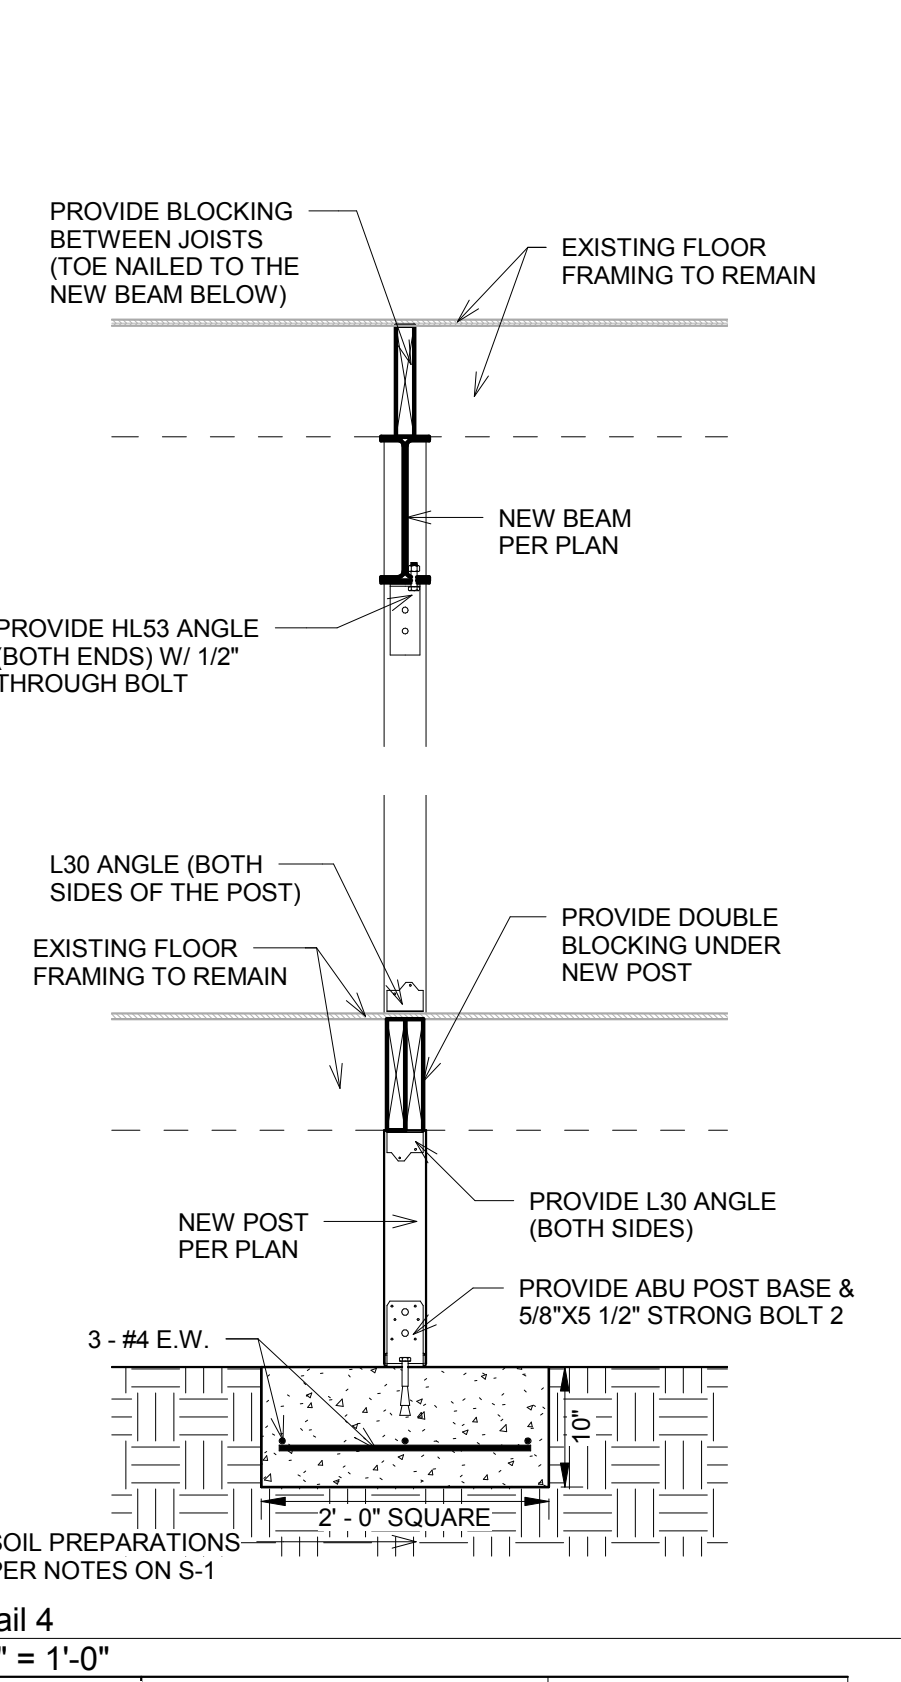 PROVIDE BLOCKING
BETWEEN JOISTS
(TOE NAILED TO THE
NEW BEAM BELOW)
EXISTING FLOOR
FRAMING TO REMAIN
NEW BEAM
PER PLAN
PROVIDE HL53 ANGLE
(BOTH ENDS) W/ 1/2"
THROUGH BOLT
L30 ANGLE (BOTH
SIDES OF THE POST)
EXISTING FLOOR
FRAMING TO REMAIN
PROVIDE DOUBLE
BLOCKING UNDER
NEW POST
PROVIDE L30 ANGLE
(BOTH SIDES)
NEW POST
PER PLAN
PROVIDE ABU POST BASE &
5/8"X5 1/2" STRONG BOLT 2
3 - #4 E.W.
10"
2' - 0" SQUARE
SOIL PREPARATIONS
PER NOTES ON S-1
ail 4
" = 1'-0"